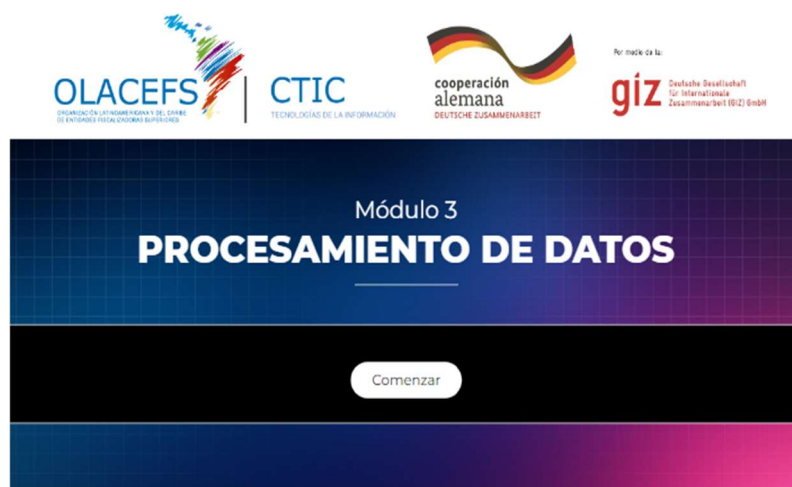 OLACEFS
ORGANIZACIÓN LATINOAMERICANA Y DEL CARIBE
DE ENTIDADES FISCALIZADORAS SUPERIORES
CTIC
TECNOLOGÍAS DE LA INFORMACIÓN
cooperación
alemana
DEUTSCHE ZUSAMMENARBEIT
Por medio de la:
giz
Deutsche Gesellschaft
für Internationale
Zusammenarbeit (GIZ) GmbH
Módulo 3
PROCESAMIENTO DE DATOS
Comenzar